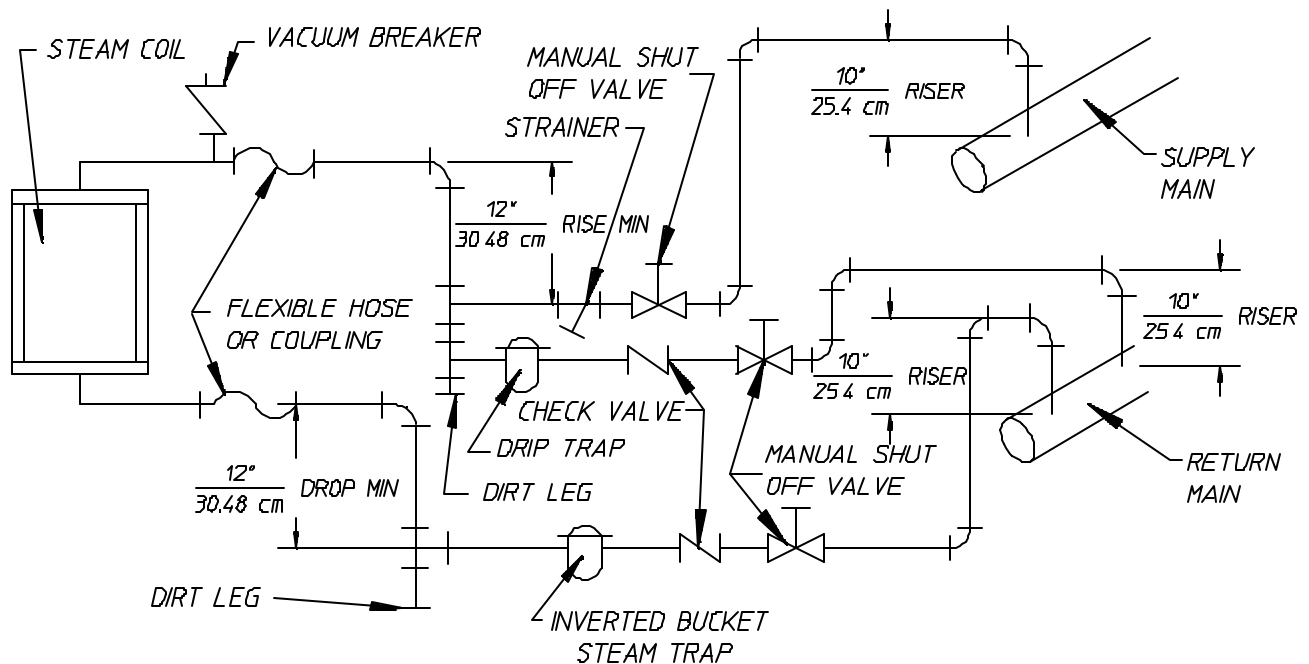 STEAM COIL
VACUUM BREAKER
MANUAL SHUT
OFF VALVE
STRAINER
10"
25.4 cm
RISER
SUPPLY
MAIN
12"
30.48 cm
RISE MIN
FLEXIBLE HOSE
OR COUPLING
10"
25.4 cm
RISER
10"
25.4 cm
RISER
CHECK VALVE
DRIP TRAP
DIRT LEG
MANUAL SHUT
OFF VALVE
RETURN
MAIN
12"
30.48 cm
DROP MIN
DIRT LEG
INVERTED BUCKET
STEAM TRAP